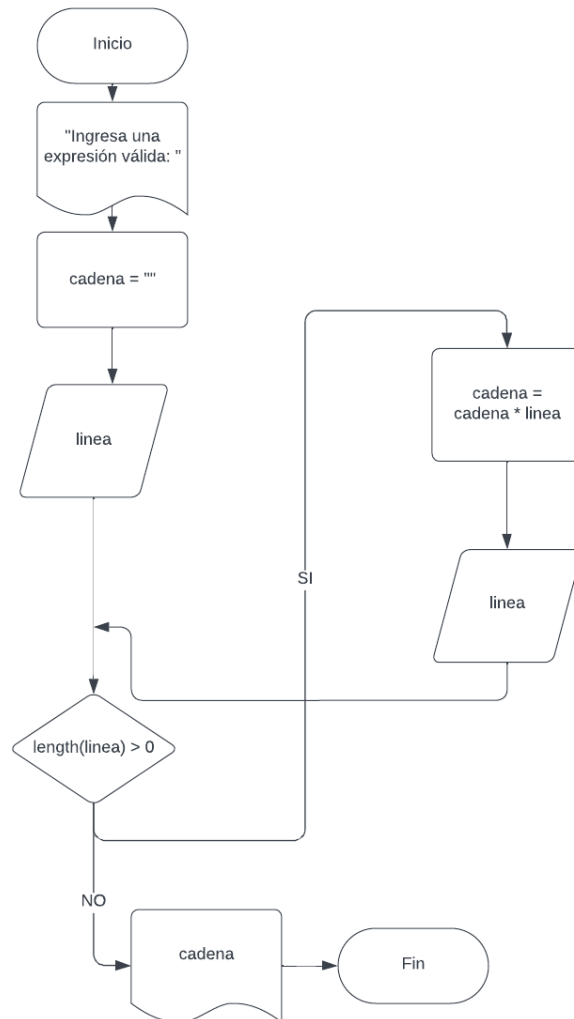 Inicio
"Ingresa una
expresión válida: "
cadena = ""
linea
length(linea) > 0
SI
cadena =
cadena * linea
linea
NO
cadena
Fin